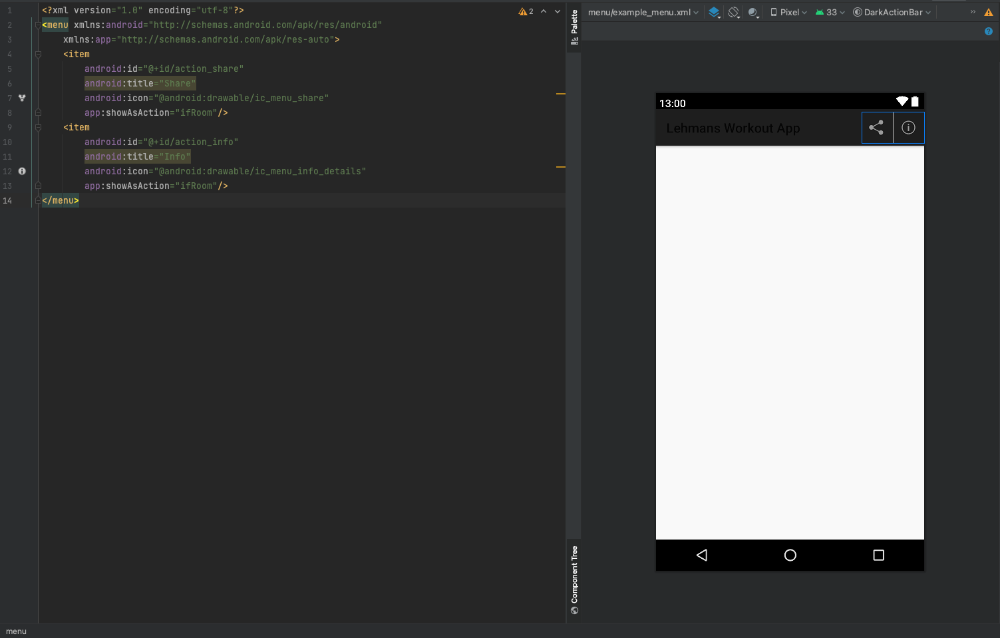 1 <?xml version="1.0" encoding="utf-8"?>
2 <menu xmlns:android="http://schemas.android.com/apk/res/android"
3 xmlns:app="http://schemas.android.com/apk/res-auto">
4 <item
5 android:id="@+id/action_share"
6 android:title="Share"
7 android:icon="@android:drawable/ic_menu_share"
8 app:showAsAction="ifRoom"/>
9 <item
10 android:id="@+id/action_info"
11 android:title="Info"
12 android:icon="@android:drawable/ic_menu_info_details"
13 app:showAsAction="ifRoom"/>
14 </menu>
2
Palette
Component Tree
menu/example_menu.xml Pixel 33 DarkActionBar
13:00
Lehmans Workout App
menu